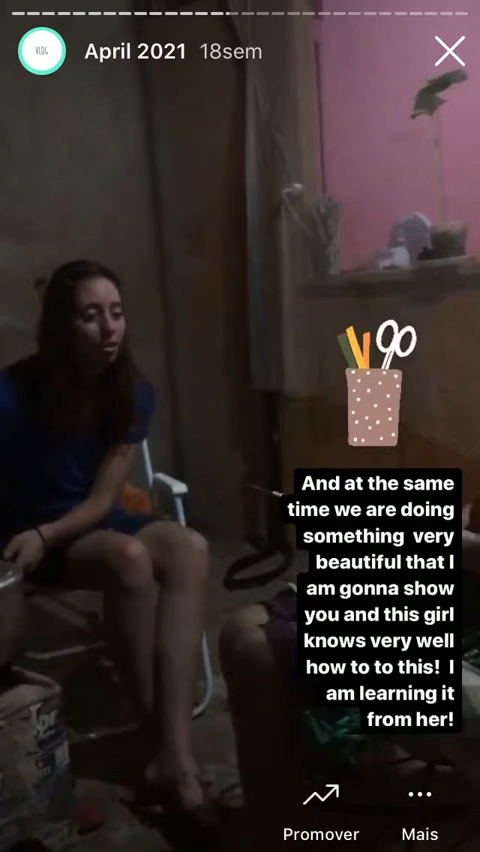 VLOG
April 2021 18sem
And at the same
time we are doing
something very
beautiful that I
am gonna show
you and this girl
knows very well
how to to this! I
am learning it
from her!
Promover
Mais